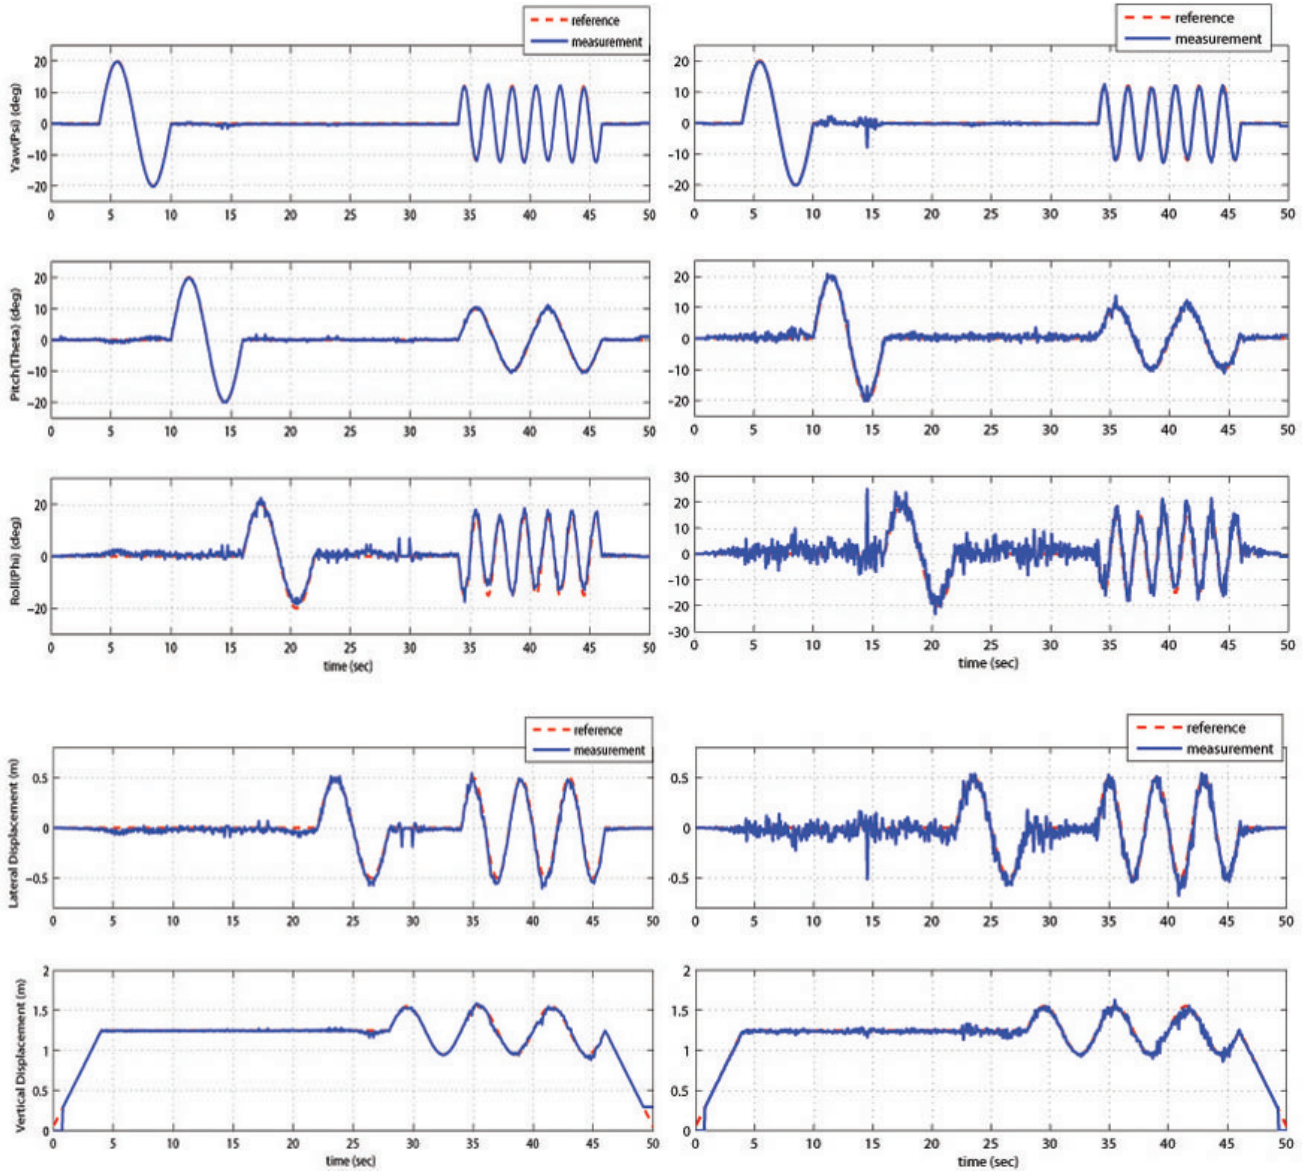 reference
measurement
Yaw(Psi) (deg)
20
10
0
−10
−20
0 5 10 15 20 25 30 35 40 45 50
reference
measurement
20
10
0
−10
−20
0 5 10 15 20 25 30 35 40 45 50
Pitch(Theta) (deg)
20
10
0
−10
−20
0 5 10 15 20 25 30 35 40 45 50
20
10
0
−10
−20
0 5 10 15 20 25 30 35 40 45 50
Roll(Phi) (deg)
20
0
−20
0 5 10 15 20 25 30 35 40 45 50
time (sec)
30
20
10
0
-10
-20
-30
0 5 10 15 20 25 30 35 40 45 50
time (sec)
reference
measurement
Lateral Displacement (m)
0.5
0
−0.5
0 5 10 15 20 25 30 35 40 45 50
reference
measurement
0.5
0
-0.5
0 5 10 15 20 25 30 35 40 45 50
Vertical Displacement (m)
2
1.5
1
0.5
0
0 5 10 15 20 25 30 35 40 45 50
time (sec)
2
1.5
1
0.5
0
0 5 10 15 20 25 30 35 40 45 50
time (sec)